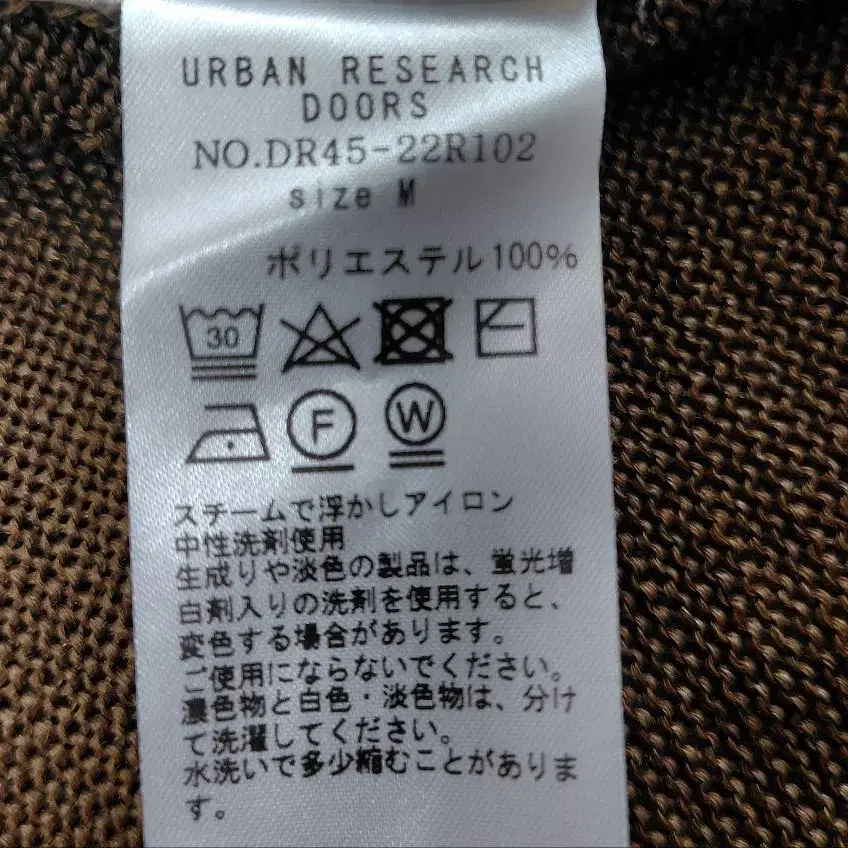 URBAN RESEARCH
DOORS
NO.DR45-22R102
size M
ポリエステル100%
30
F W
スチームで浮かしアイロン
中性洗剤使用
生成りや淡色の製品は、蛍光増
白剤入りの洗剤を使用すると、
変色する場合があります。
ご使用にならないでください。
濃色物と白色・淡色物は、分け
て洗濯してください。
水洗いで多少縮むことがありま
す。